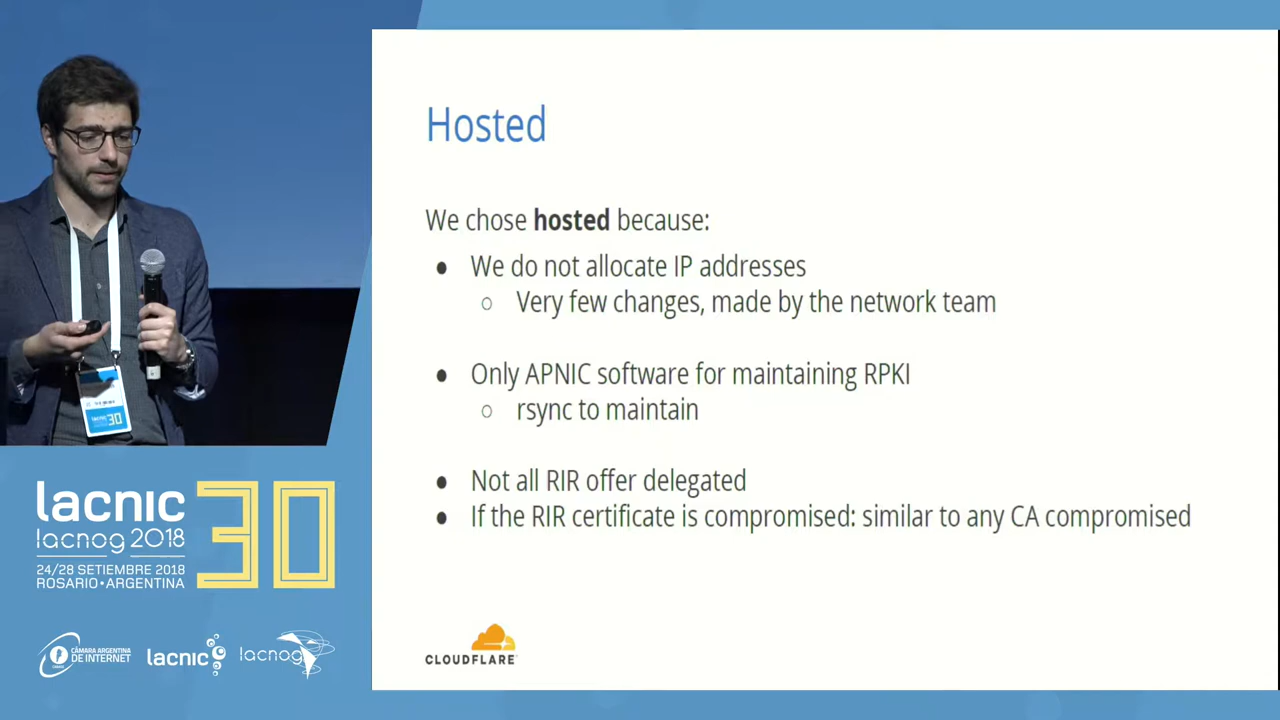 Hosted
We chose hosted because:
● We do not allocate IP addresses
○ Very few changes, made by the network team
● Only APNIC software for maintaining RPKI
○ rsync to maintain
● Not all RIR offer delegated
● If the RIR certificate is compromised: similar to any CA compromised
CLOUDFLARE
lacnic 30
lacnog 2018
24/28 SETIEMBRE 2018
ROSARIO•ARGENTINA
CÁMARA ARGENTINA
DE INTERNET
lacnic
lacnog
lacnic 30